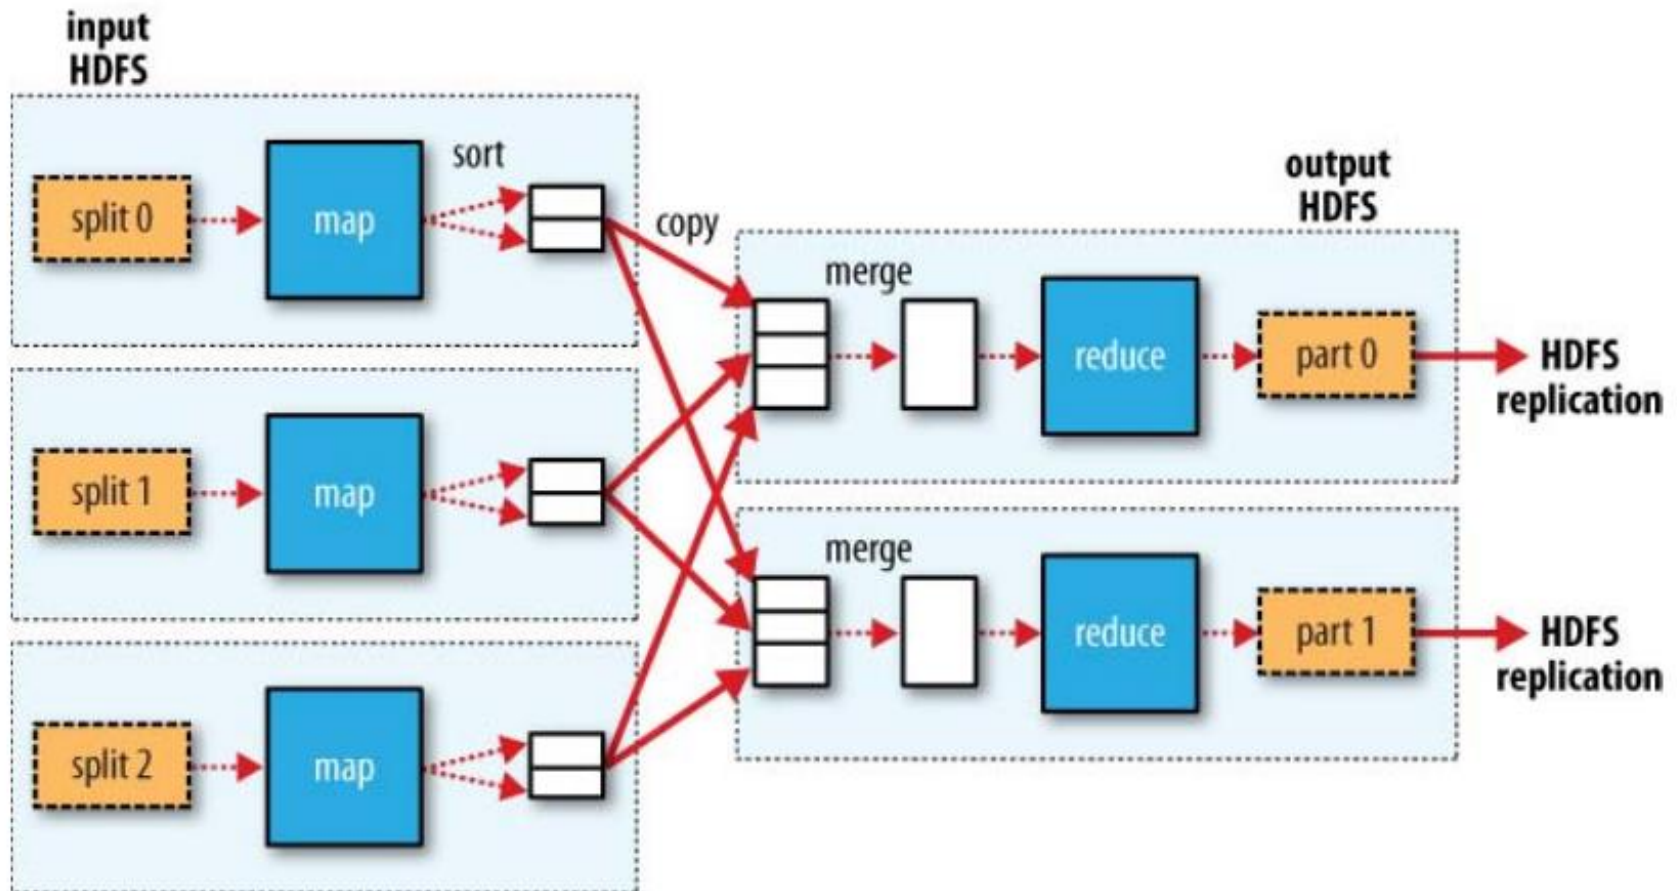 input
HDFS
split 0
map
sort
copy
split 1
map
split 2
map
output
HDFS
merge
reduce
part 0
HDFS
replication
merge
reduce
part 1
HDFS
replication